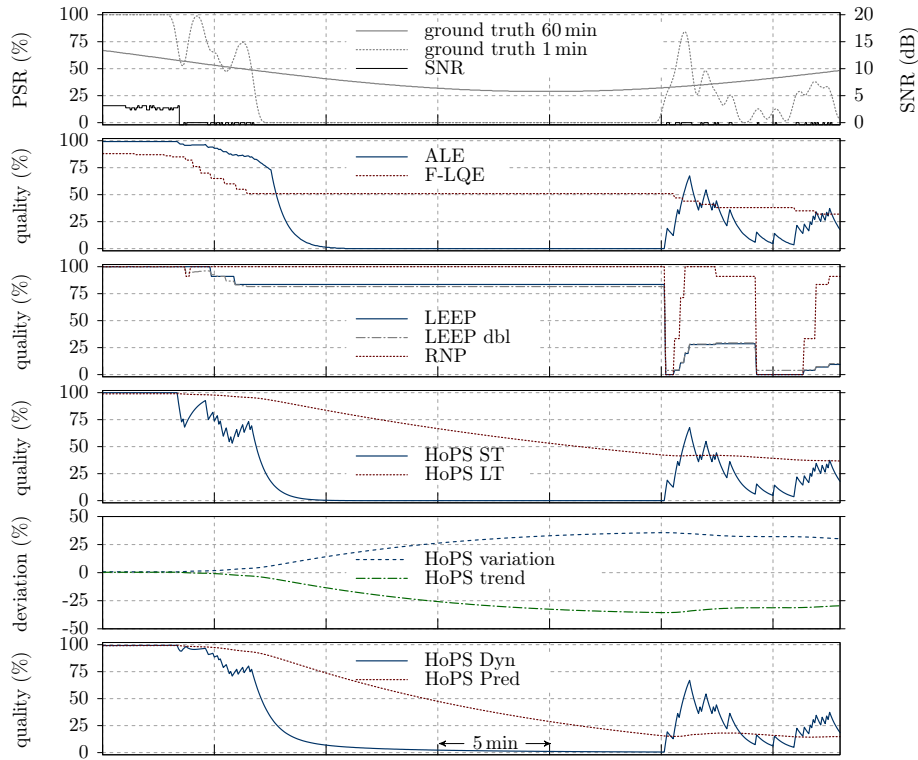 100
75
50
25
0
PSR (%)
ground truth 60 min
ground truth 1 min
SNR
20
15
10
5
0
SNR (dB)
100
75
50
25
0
quality (%)
ALE
F-LQE
100
75
50
25
0
quality (%)
LEEP
LEEP dbl
RNP
100
75
50
25
0
quality (%)
HoPS ST
HoPS LT
50
25
0
-25
-50
deviation (%)
HoPS variation
HoPS trend
100
75
50
25
0
quality (%)
HoPS Dyn
HoPS Pred
5 min